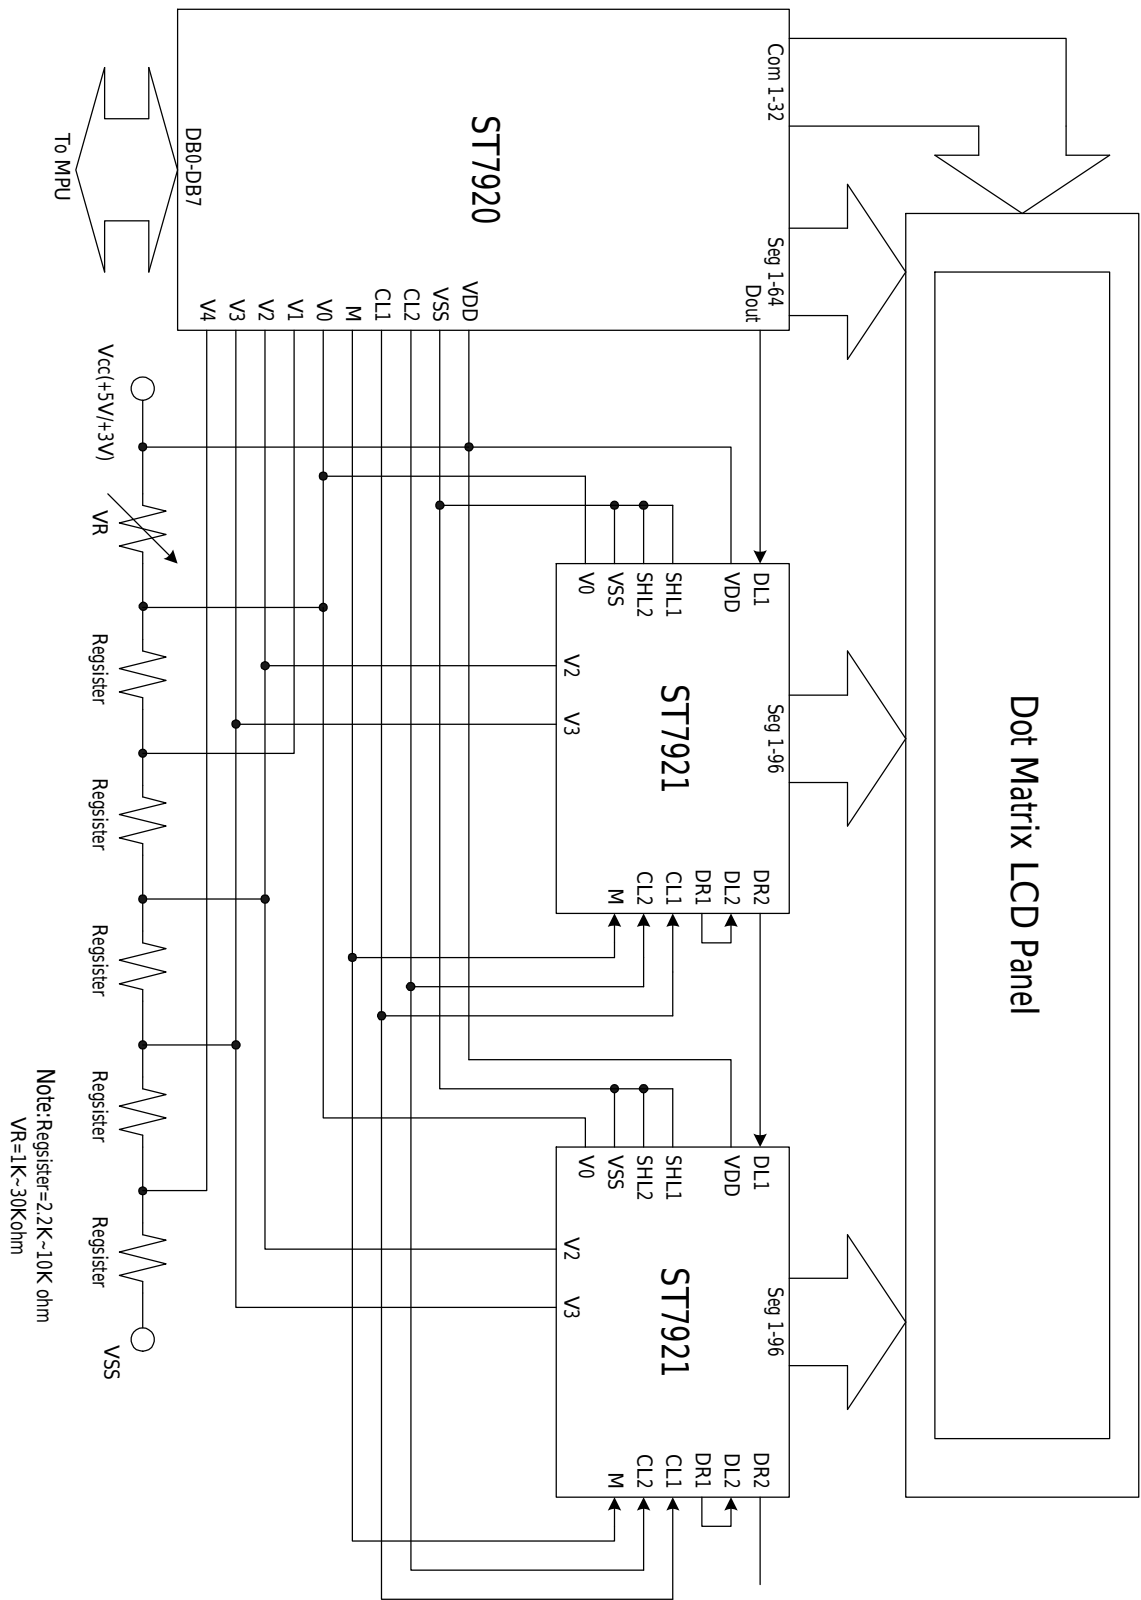 Dot Matrix LCD Panel
Com 1-32
Seg 1-64
Dout
ST7920
DB0-DB7
To MPU
VDD
VSS
CL2
CL1
M
V0
V1
V2
V3
V4
DL1
VDD
SHL1
SHL2
VSS
V0
Seg 1-96
ST7921
V2
V3
DR2
DL2
DR1
CL1
CL2
M
DL1
VDD
SHL1
SHL2
VSS
V0
Seg 1-96
ST7921
V2
V3
DR2
DL2
DR1
CL1
CL2
M
Vcc(+5V/+3V)
VR
Regsister
Regsister
Regsister
Regsister
Regsister
VSS
Note:Regsister=2.2K~10K ohm
VR=1K~30Kohm